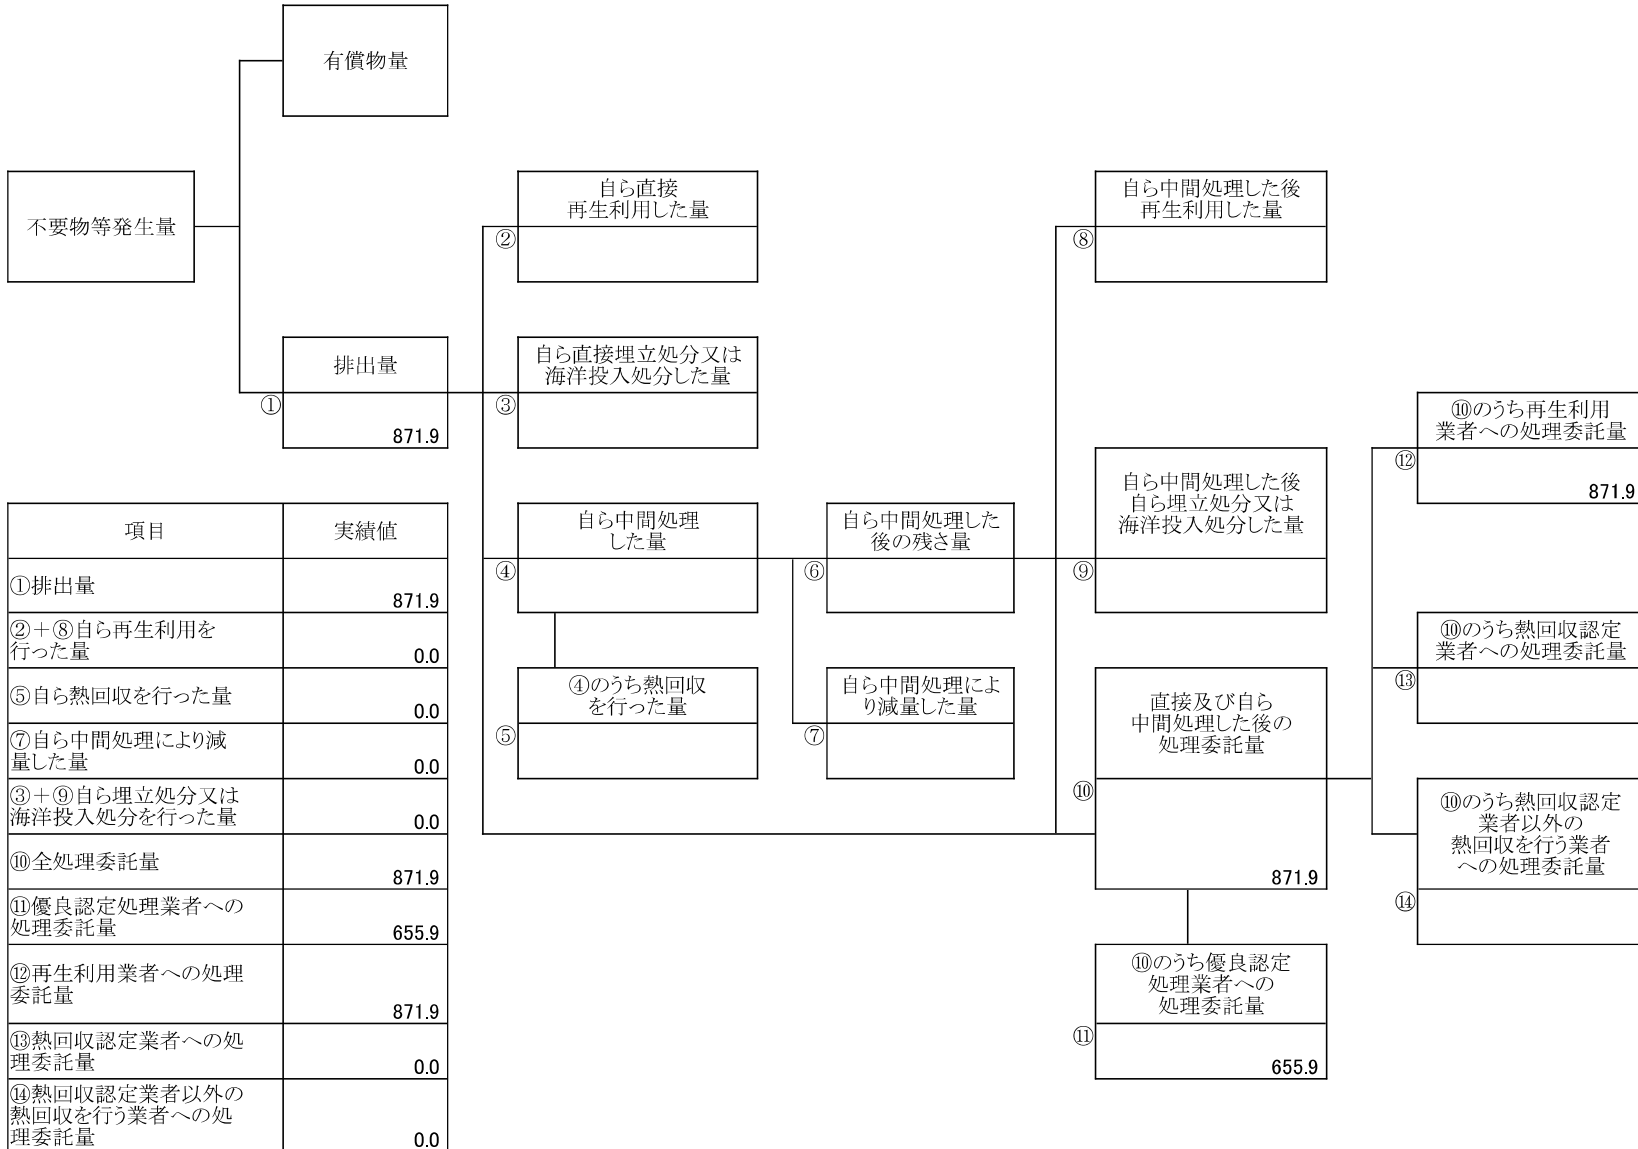 有償物量
不要物等発生量
自ら直接
再生利用した量
②
自ら中間処理した後
再生利用した量
⑧
排出量
①
871.9
自ら直接埋立処分又は
海洋投入処分した量
③
⑩のうち再生利用
業者への処理委託量
⑫
871.9
自ら中間処理した後
自ら埋立処分又は
海洋投入処分した量
⑨
自ら中間処理
した量
④
自ら中間処理した
後の残さ量
⑥
⑩のうち熱回収認定
業者への処理委託量
⑬
④のうち熱回収
を行った量
⑤
自ら中間処理によ
り減量した量
⑦
直接及び自ら
中間処理した後の
処理委託量
⑩
871.9
⑩のうち熱回収認定
業者以外の
熱回収を行う業者
への処理委託量
⑭
⑩のうち優良認定
処理業者への
処理委託量
⑪
655.9
項目 実績値
①排出量
871.9
②+⑧自ら再生利用を
行った量
0.0
⑤自ら熱回収を行った量
0.0
⑦自ら中間処理により減
量した量
0.0
③+⑨自ら埋立処分又は
海洋投入処分を行った量
0.0
⑩全処理委託量
871.9
⑪優良認定処理業者への
処理委託量
655.9
⑫再生利用業者への処理
委託量
871.9
⑬熱回収認定業者への処
理委託量
0.0
⑭熱回収認定業者以外の
熱回収を行う業者への処
理委託量
0.0